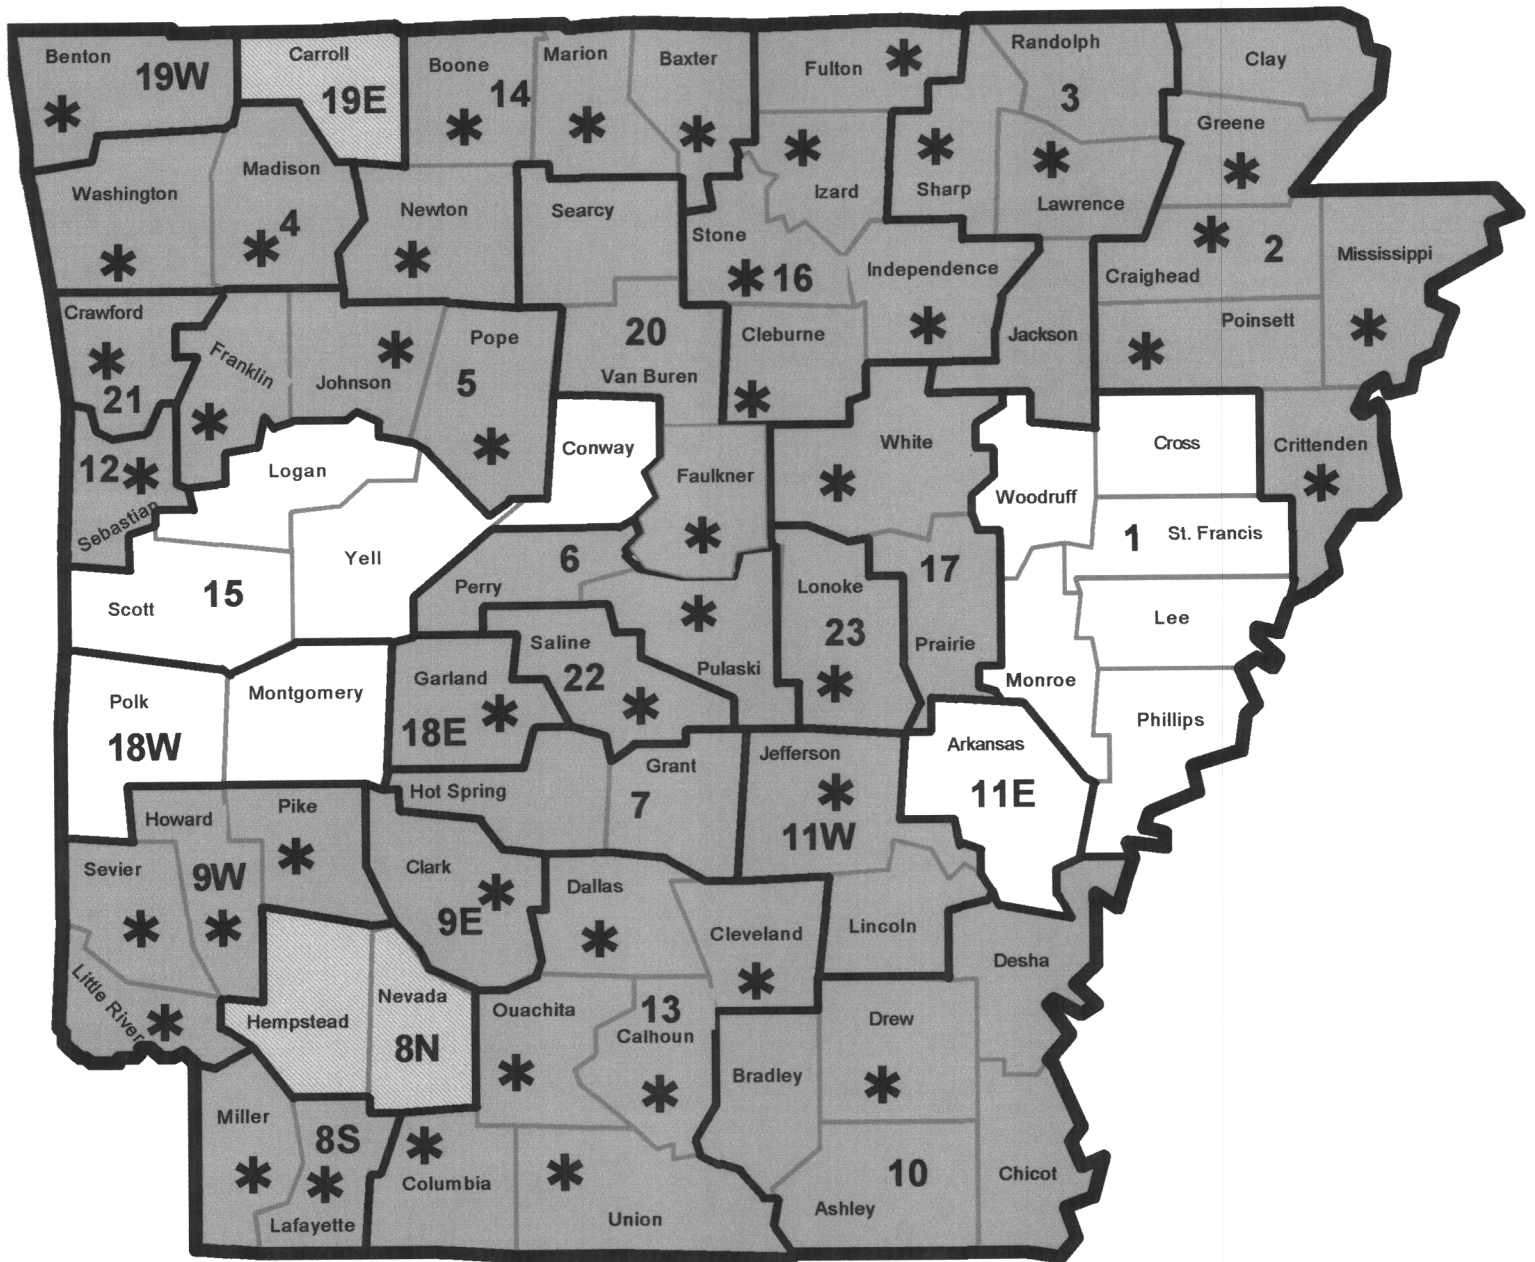 Benton
19W
Carroll
19E
Boone
14
Marion
Baxter
Fulton
Randolph
3
Clay
Greene
Washington
Madison
4
Newton
Searcy
Stone
16
Izard
Sharp
Lawrence
Independence
Craighead
2
Mississippi
Crawford
21
Franklin
Johnson
Pope
5
20
Van Buren
Cleburne
Jackson
Poinsett
12
Sebastian
Logan
Conway
Faulkner
White
Woodruff
Cross
Crittenden
Yell
Scott
15
Perry
6
Lonoke
23
17
Prairie
1
St. Francis
Lee
Polk
18W
Montgomery
Garland
18E
Saline
22
Pulaski
Monroe
Phillips
Arkansas
11E
Hot Spring
Grant
7
Jefferson
11W
Howard
Pike
Sevier
9W
Clark
9E
Dallas
Cleveland
Lincoln
Desha
Little River
Hempstead
Nevada
8N
Ouachita
13
Calhoun
Drew
Bradley
Miller
8S
Lafayette
Columbia
Union
Ashley
10
Chicot